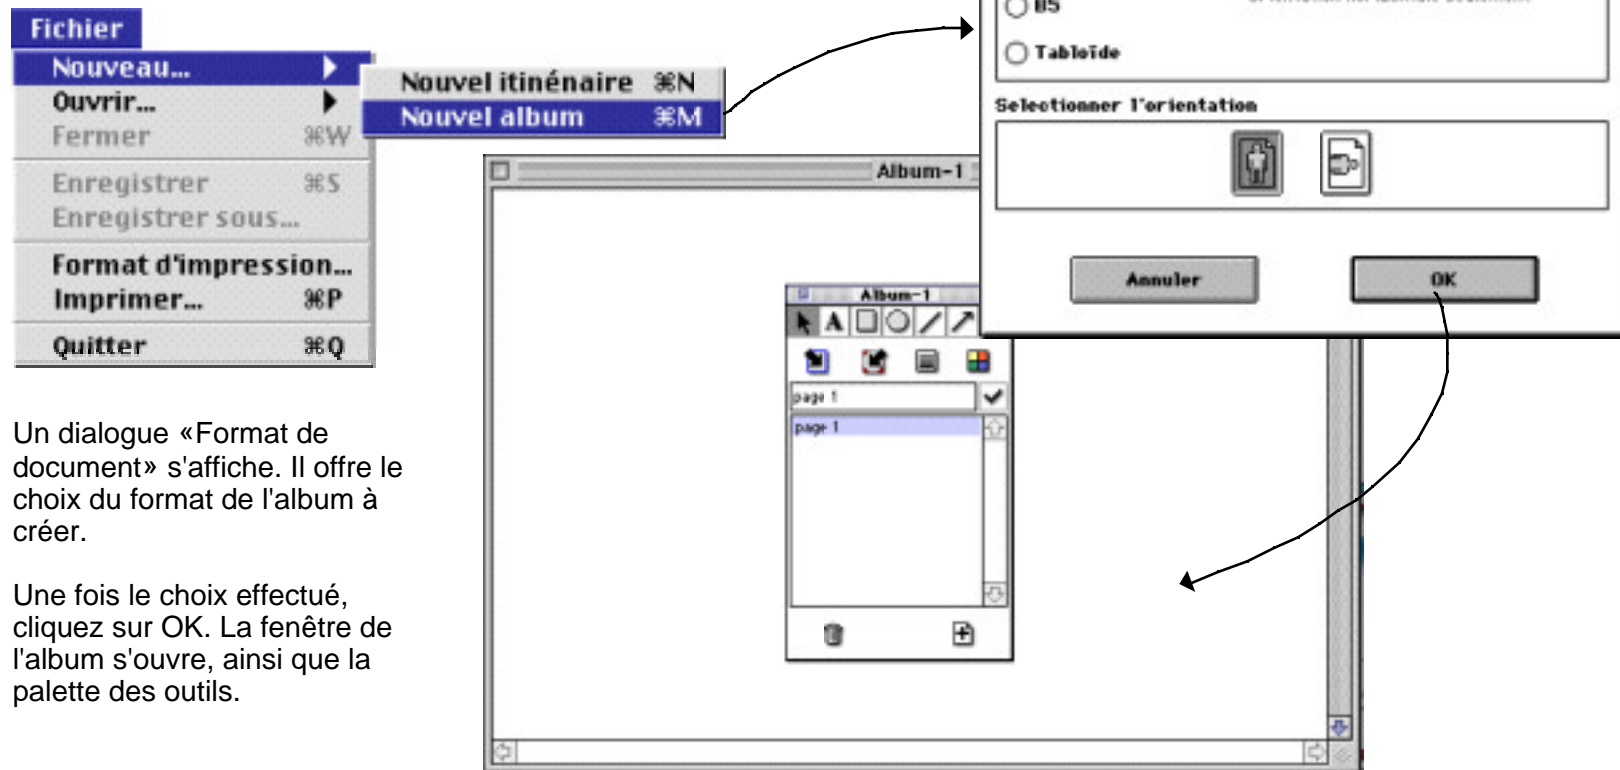 Fichier
Nouveau...
Ouvrir...
Fermer ⌘W
Enregistrer ⌘S
Enregistrer sous...
Format d'impression...
Imprimer... ⌘P
Quitter ⌘Q
Nouvel itinénaire ⌘N
Nouvel album ⌘M
B5
Tabloïde
Selectionner l'orientation
Annuler OK
Album-1
Album-1
A
page 1
page 1
Un dialogue «Format de
document» s'affiche. Il offre le
choix du format de l'album à
créer.
Une fois le choix effectué,
cliquez sur OK. La fenêtre de
l'album s'ouvre, ainsi que la
palette des outils.